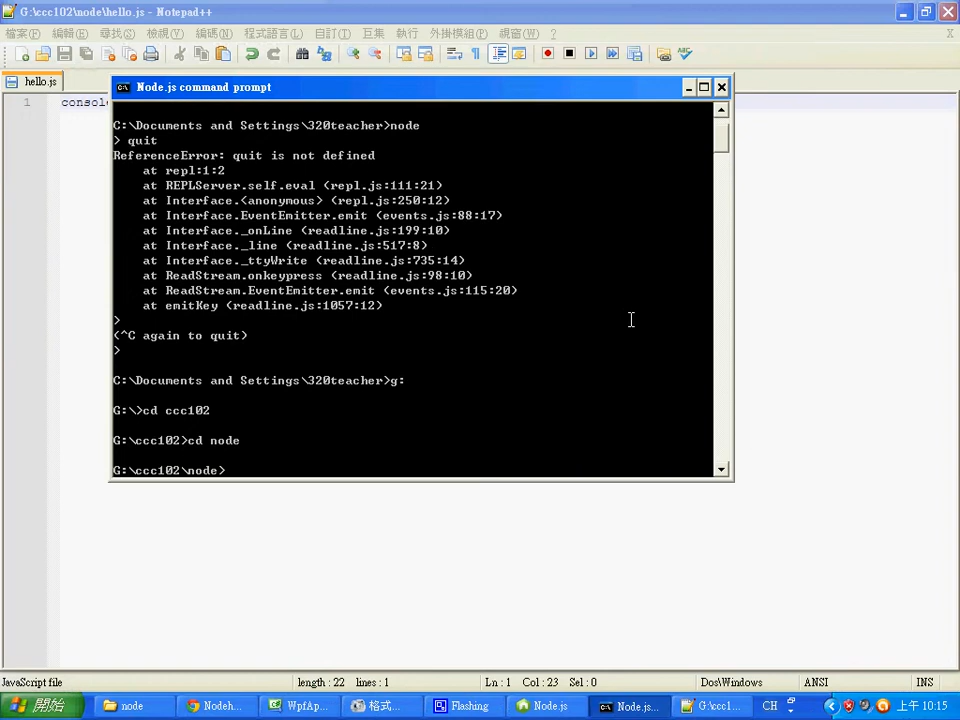 G:\ccc102\node\hello.js - Notepad++
檔案(F) 編輯(E) 尋找(S) 檢視(V) 編碼(N) 程式語言(L) 自訂(T) 巨集 執行 外掛模組(P) 視窗(W) ?
X
hello.js
1 consol
Node.js command prompt
C:\Documents and Settings\320teacher>node
> quit
ReferenceError: quit is not defined
at repl:1:2
at REPLServer.self.eval (repl.js:111:21)
at Interface.<anonymous> (repl.js:250:12)
at Interface.EventEmitter.emit (events.js:88:17)
at Interface._onLine (readline.js:199:10)
at Interface._line (readline.js:517:8)
at Interface._ttyWrite (readline.js:735:14)
at ReadStream.onkeypress (readline.js:98:10)
at ReadStream.EventEmitter.emit (events.js:115:20)
at emitKey (readline.js:1057:12)
>
(^C again to quit)
>
C:\Documents and Settings\320teacher>g:
G:\>cd ccc102
G:\ccc102>cd node
G:\ccc102\node>
JavaScript file length : 22 lines : 1 Ln : 1 Col : 23 Sel : 0 Dos\Windows ANSI INS
開始 node Nodeh... WpfAp... 格式... Flashing Node.js Node.js... G:\ccc1... CH 上午 10:15